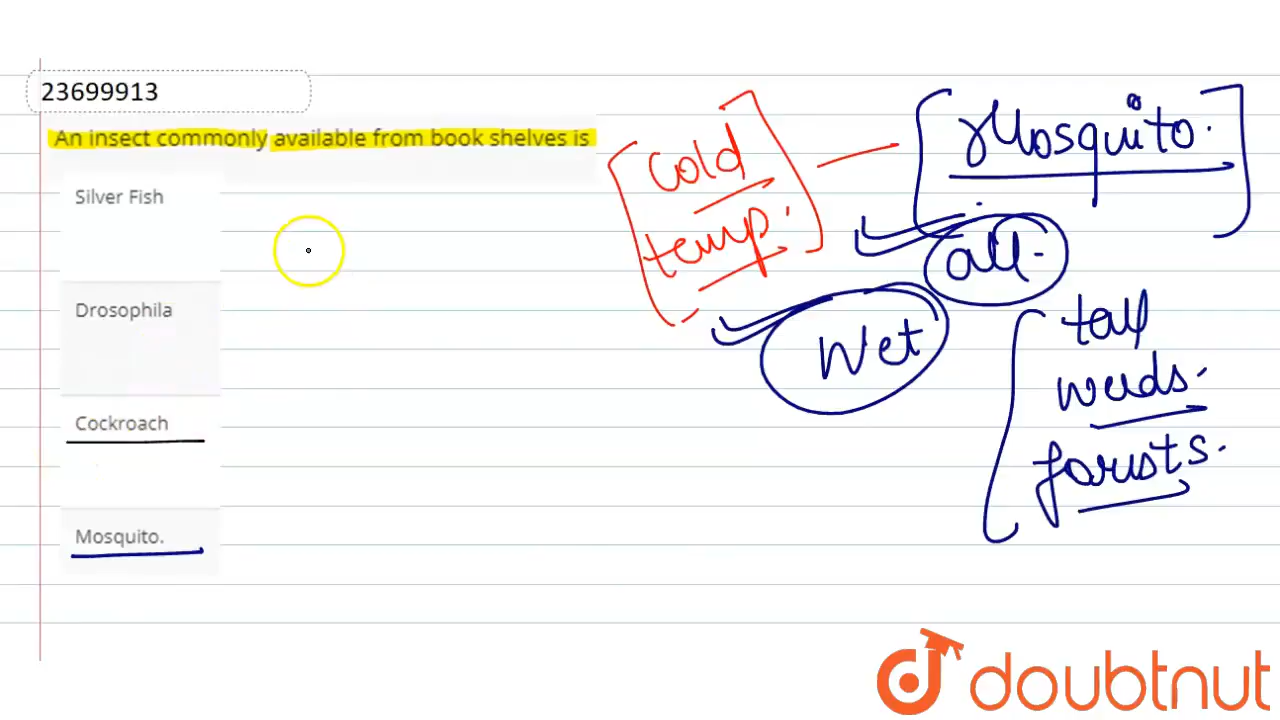 23699913
An insect commonly available from book shelves is
Silver Fish
Drosophila
Cockroach
Mosquito.
Cold
temp.
Mosquito.
all.
Wet
tall
weeds.
forests.
doubtnut